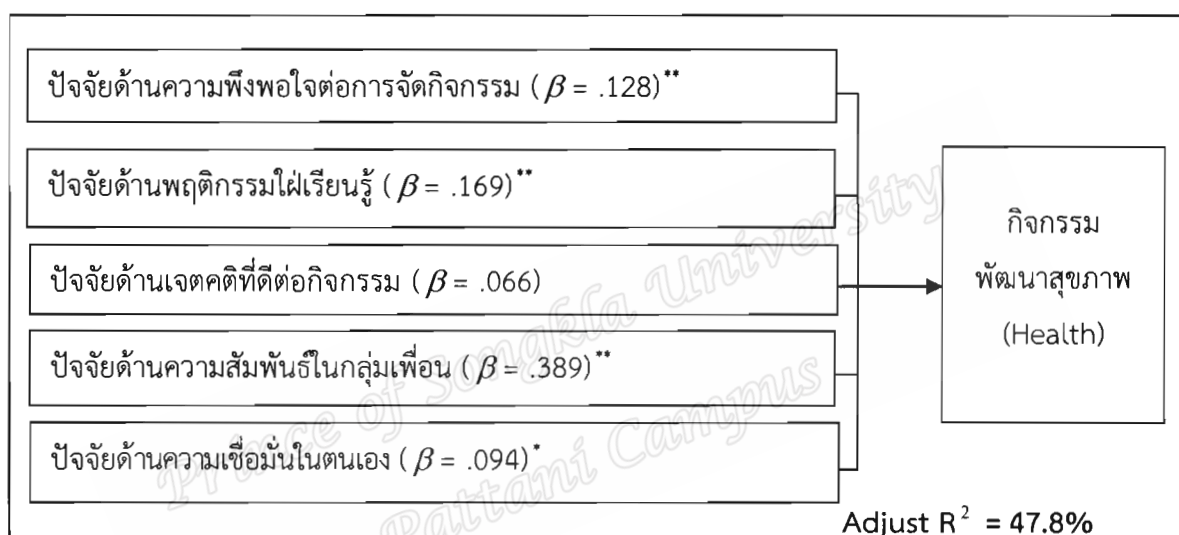 ปัจจัยด้านความพึงพอใจต่อการจัดกิจกรรม (β = .128)**
ปัจจัยด้านพฤติกรรมใฝ่เรียนรู้ (β = .169)**
ปัจจัยด้านเจตคติที่ดีต่อกิจกรรม (β = .066)
ปัจจัยด้านความสัมพันธ์ในกลุ่มเพื่อน (β = .389)**
ปัจจัยด้านความเชื่อมั่นในตนเอง (β = .094)*
กิจกรรม
พัฒนาสุขภาพ
(Health)
Adjust R² = 47.8%
Prince of Songkla University
Pattani Campus